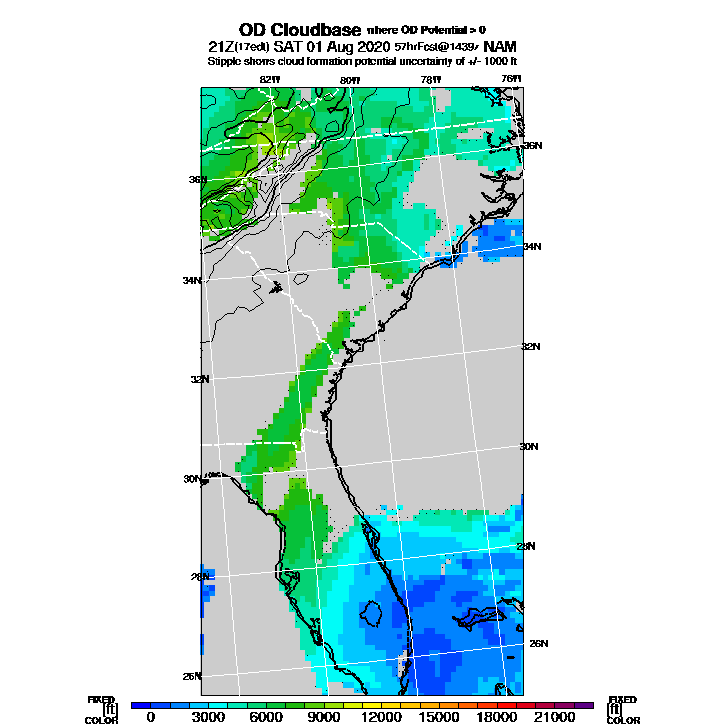 OD Cloudbase where OD Potential > 0
21Z(17edt) SAT 01 Aug 2020 57hrFcst@1439z NAM
Stipple shows cloud formation potential uncertainty of +/- 1000 ft
82W 80W 78W 76W
36N
36N
34N
34N
32N
32N
30N
30N
28N
28N
26N
26N
FIXED FIXED
[ft] [ft]
COLOR COLOR
0 3000 6000 9000 12000 15000 18000 21000